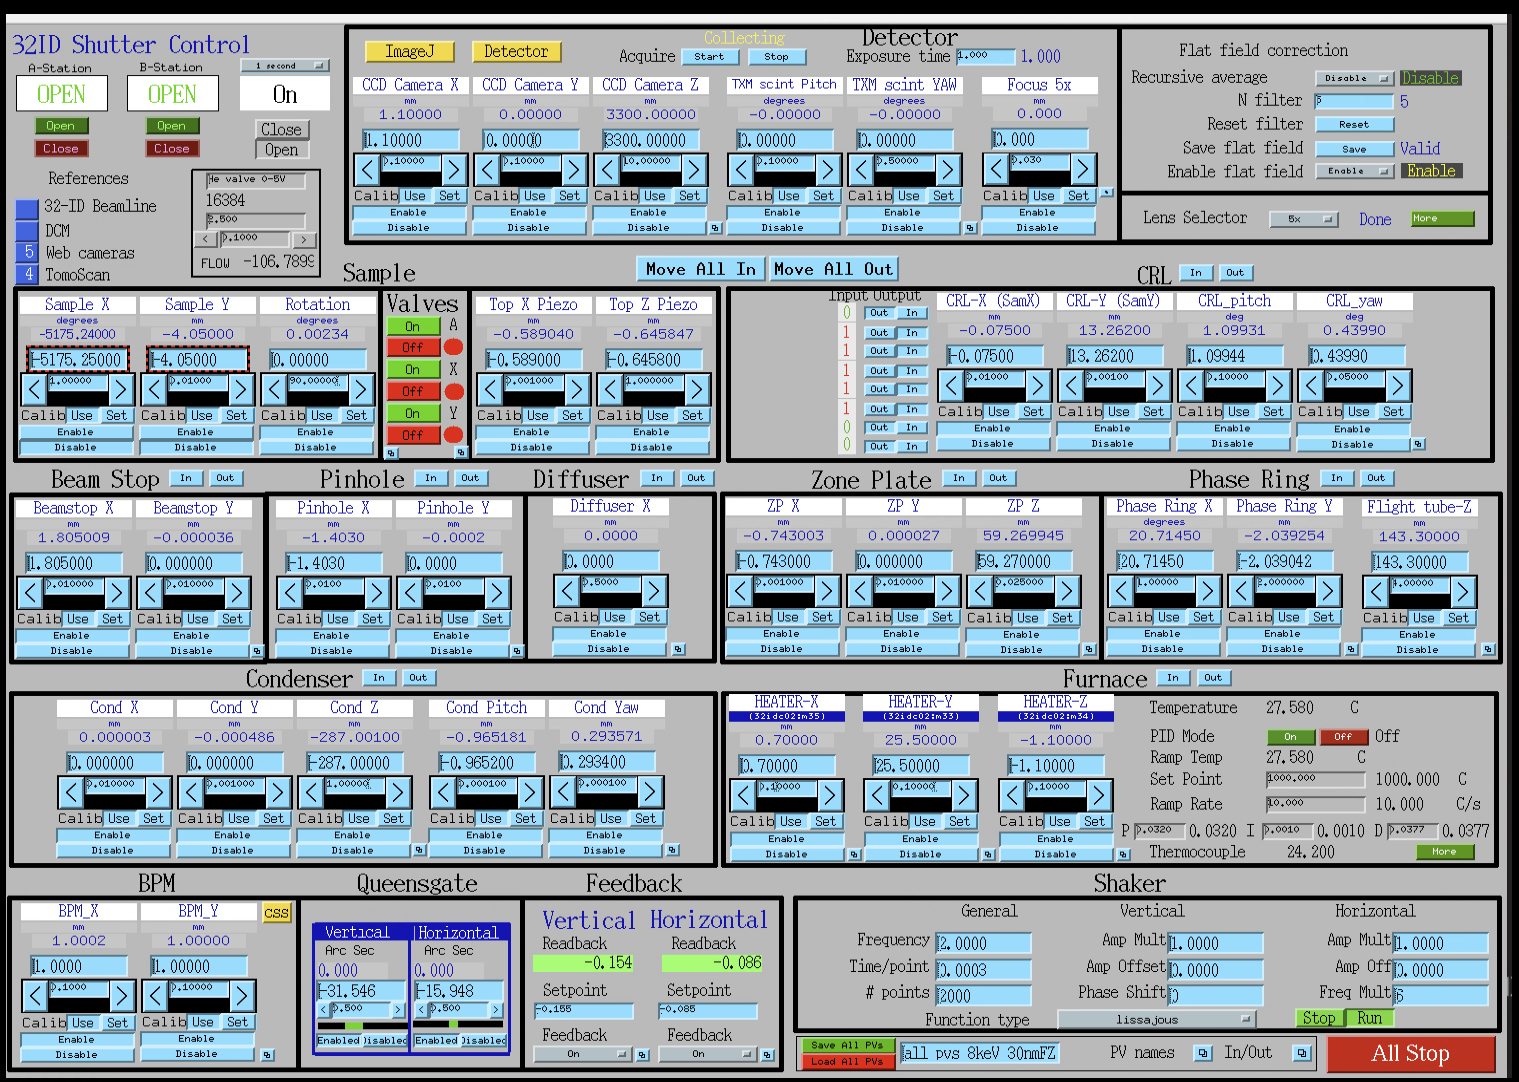 32ID Shutter Control
A-Station
B-Station
1 second
OPEN
OPEN
On
Open
Open
Close
Close
Close
Open
References
32-ID Beamline
DCM
5 Web cameras
4 TomoScan
He valve 0-5V
16384
2.500
< 0.1000 >
FLOW -106.7899
ImageJ
Detector
Collecting
Acquire Start Stop
Detector
Exposure time 1.000 1.000
CCD Camera X CCD Camera Y CCD Camera Z TXM scint Pitch TXM scint YAW Focus 5x
mm mm mm degrees degrees mm
1.10000 0.00000 3300.00000 -0.00000 -0.00000 0.000
1.10000 0.00000 3300.00000 0.00000 0.00000 0.000
< 0.10000 > < 0.10000 > < 10.00000 > < 0.10000 > < 0.50000 > < 0.030 >
Calib Use Set Calib Use Set Calib Use Set Calib Use Set Calib Use Set Calib Use Set
Enable Enable Enable Enable Enable Enable
Disable Disable Disable Disable Disable Disable
Flat field correction
Recursive average Disable Disable
N filter 5 5
Reset filter Reset
Save flat field Save Valid
Enable flat field Enable Enable
Lens Selector 5x Done More
Move All In Move All Out
Sample
Sample X Sample Y Rotation
degrees degrees degrees
-5175.24000 -4.05000 0.00234
-5175.25000 -4.05000 0.00000
< 1.00000 > < 0.01000 > < 90.00000 >
Calib Use Set Calib Use Set Calib Use Set
Enable Enable Enable
Disable Disable Disable
Valves
On A
Off
On X
Off
On Y
Off
Top X Piezo Top Z Piezo
-0.589040 -0.645847
-0.589000 -0.645800
< 0.001000 > < 1.000000 >
Calib Use Set Calib Use Set
Enable Enable
Disable Disable
CRL In Out
Input Output
0 Out In
1 Out In
1 Out In
1 Out In
1 Out In
1 Out In
0 Out In
0 Out In
CRL-X (SamX) CRL-Y (SamY) CRL_pitch CRL_yaw
mm mm deg deg
-0.07500 13.26200 1.09931 0.43990
-0.07500 13.26200 1.09944 0.43990
< 0.01000 > < 0.00100 > < 0.10000 > < 0.05000 >
Calib Use Set Calib Use Set Calib Use Set Calib Use Set
Enable Enable Enable Enable
Disable Disable Disable Disable
Beam Stop In Out
Beamstop X Beamstop Y
mm mm
1.805009 -0.000036
1.805000 0.000000
< 0.010000 > < 0.010000 >
Calib Use Set Calib Use Set
Enable Enable
Disable Disable
Pinhole In Out
Pinhole X Pinhole Y
mm mm
-1.4030 -0.0002
-1.4030 0.0000
< 0.0100 > < 0.0100 >
Calib Use Set Calib Use Set
Enable Enable
Disable Disable
Diffuser In Out
Diffuser X
mm
0.0000
0.0000
< 0.5000 >
Calib Use Set
Enable
Disable
Zone Plate In Out
ZP X ZP Y ZP Z
mm mm mm
-0.743003 0.000027 59.269945
-0.743000 0.000000 59.270000
< 0.001000 > < 0.010000 > < 0.025000 >
Calib Use Set Calib Use Set Calib Use Set
Enable Enable Enable
Disable Disable Disable
Phase Ring In Out
Phase Ring X Phase Ring Y Flight tube-Z
degrees mm mm
20.71450 -2.039254 143.30000
20.71450 -2.039042 143.30000
< 1.00000 > < 2.000000 > < 1.00000 >
Calib Use Set Calib Use Set Calib Use Set
Enable Enable Enable
Disable Disable Disable
Condenser In Out
Cond X Cond Y Cond Z Cond Pitch Cond Yaw
mm mm mm mm mm
0.000003 -0.000486 -287.00100 -0.965181 0.293571
0.000000 0.000000 -287.00000 -0.965200 0.293400
< 0.010000 > < 0.001000 > < 1.00000 > < 0.000100 > < 0.000100 >
Calib Use Set Calib Use Set Calib Use Set Calib Use Set Calib Use Set
Enable Enable Enable Enable Enable
Disable Disable Disable Disable Disable
Furnace In Out
HEATER-X HEATER-Y HEATER-Z
(32idc02:m35) (32idc02:m33) (32idc02:m34)
mm mm mm
0.70000 25.50000 -1.10000
0.70000 25.50000 -1.10000
< 0.10000 > < 0.10000 > < 0.10000 >
Calib Use Set Calib Use Set Calib Use Set
Enable Enable Enable
Disable Disable Disable
Temperature 27.580 C
PID Mode On Off Off
Ramp Temp 27.580 C
Set Point 1000.000 1000.000 C
Ramp Rate 10.000 10.000 C/s
P 0.0320 0.0320 I 0.0010 0.0010 D 0.0377 0.0377
Thermocouple 24.200 More
BPM
BPM_X BPM_Y CSS
mm mm
1.0002 1.00000
1.0000 1.00000
< 0.1000 > < 0.10000 >
Calib Use Set Calib Use Set
Enable Enable
Disable Disable
Queensgate
Vertical Horizontal
Arc Sec Arc Sec
0.000 0.000
-31.546 -15.948
< 0.500 > < 0.500 >
Enabled Disabled Enabled Disabled
Feedback
Vertical Horizontal
Readback Readback
-0.154 -0.086
Setpoint Setpoint
-0.155 -0.085
Feedback Feedback
On On
Shaker
General Vertical Horizontal
Frequency 2.0000 Amp Mult 1.0000 Amp Mult 1.0000
Time/point 0.0003 Amp Offset 0.0000 Amp Off 0.0000
# points 2000 Phase Shift 0 Freq Mult 6
Function type lissajous Stop Run
Save All PVs
Load All PVs
all pvs 8keV 30nmFZ
PV names In/Out
All Stop